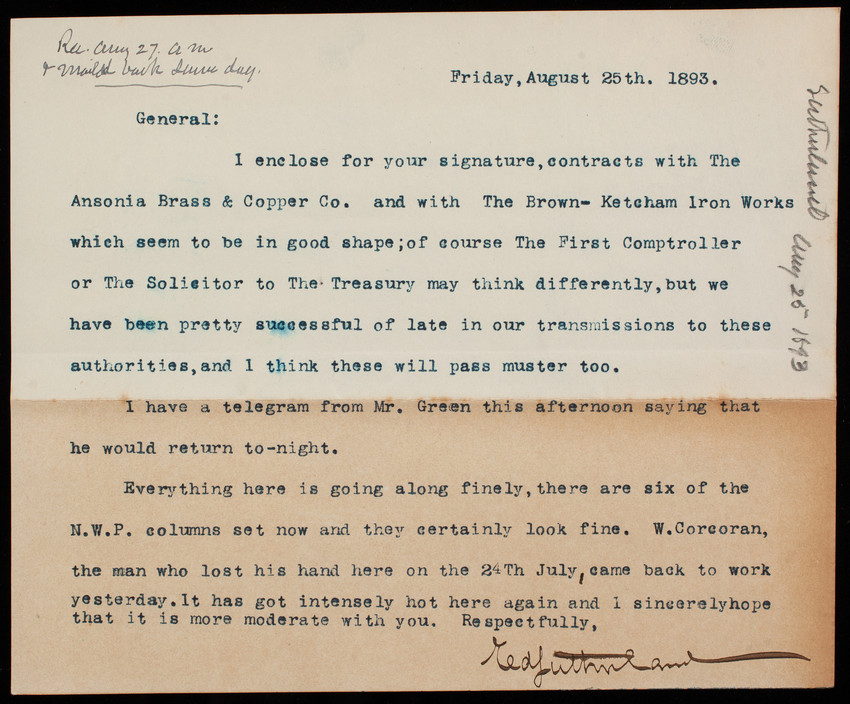 Rec. Aug 27. a m
& mailed back same day.
Friday,August 25th. 1893.
General:
I enclose for your signature,contracts with The
Ansonia Brass & Copper Co. and with The Brown- Ketcham Iron Works
which seem to be in good shape;of course The First Comptroller
or The Solicitor to The Treasury may think differently,but we
have been pretty successful of late in our transmissions to these
authorities,and I think these will pass muster too.
I have a telegram from Mr. Green this afternoon saying that
he would return to-night.
Everything here is going along finely,there are six of the
N.W.P. columns set now and they certainly look fine. W.Corcoran,
the man who lost his hand here on the 24Th July,came back to work
yesterday.It has got intensely hot here again and I sincerelyhope
that it is more moderate with you. Respectfully,
EdSutherland
Sutherland Aug 25 1893